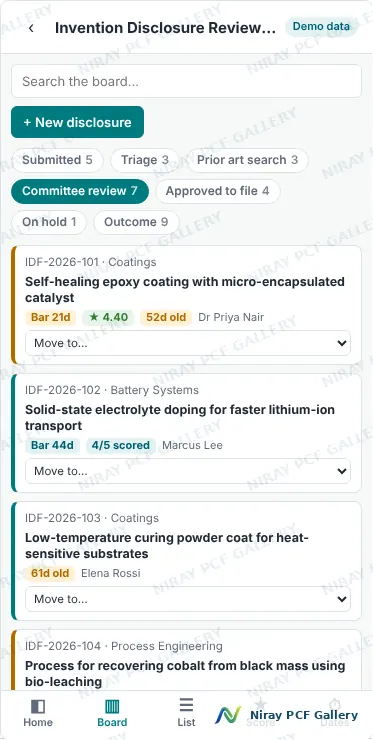 Invention Disclosure Review...
Demo data
Search the board...
+ New disclosure
Submitted 5
Triage 3
Prior art search 3
Committee review 7
Approved to file 4
On hold 1
Outcome 9
IDF-2026-101 · Coatings
Self-healing epoxy coating with micro-encapsulated
catalyst
Bar 21d ★ 4.40 52d old Dr Priya Nair
Move to...
IDF-2026-102 · Battery Systems
Solid-state electrolyte doping for faster lithium-ion
transport
Bar 44d 4/5 scored Marcus Lee
Move to...
IDF-2026-103 · Coatings
Low-temperature curing powder coat for heat-
sensitive substrates
61d old Elena Rossi
Move to...
IDF-2026-104 · Process Engineering
Process for recovering cobalt from black mass using
bio-leaching
Home
Board
List
Score
Dates
Niray PCF Gallery
NIRAY PCF GALLERY